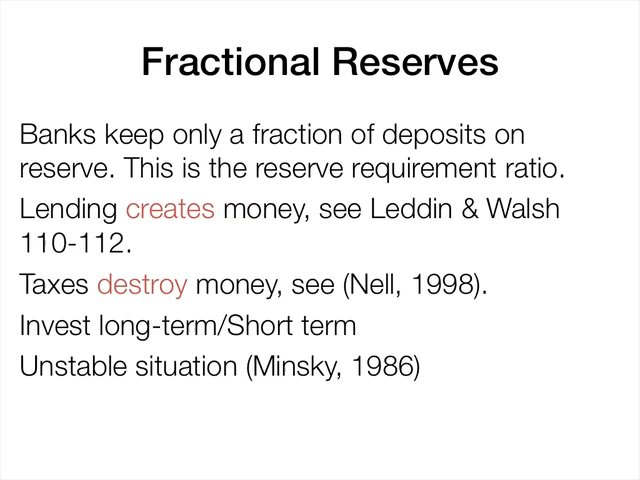 Fractional Reserves
Banks keep only a fraction of deposits on
reserve. This is the reserve requirement ratio.
Lending creates money, see Leddin & Walsh
110-112.
Taxes destroy money, see (Nell, 1998).
Invest long-term/Short term
Unstable situation (Minsky, 1986)